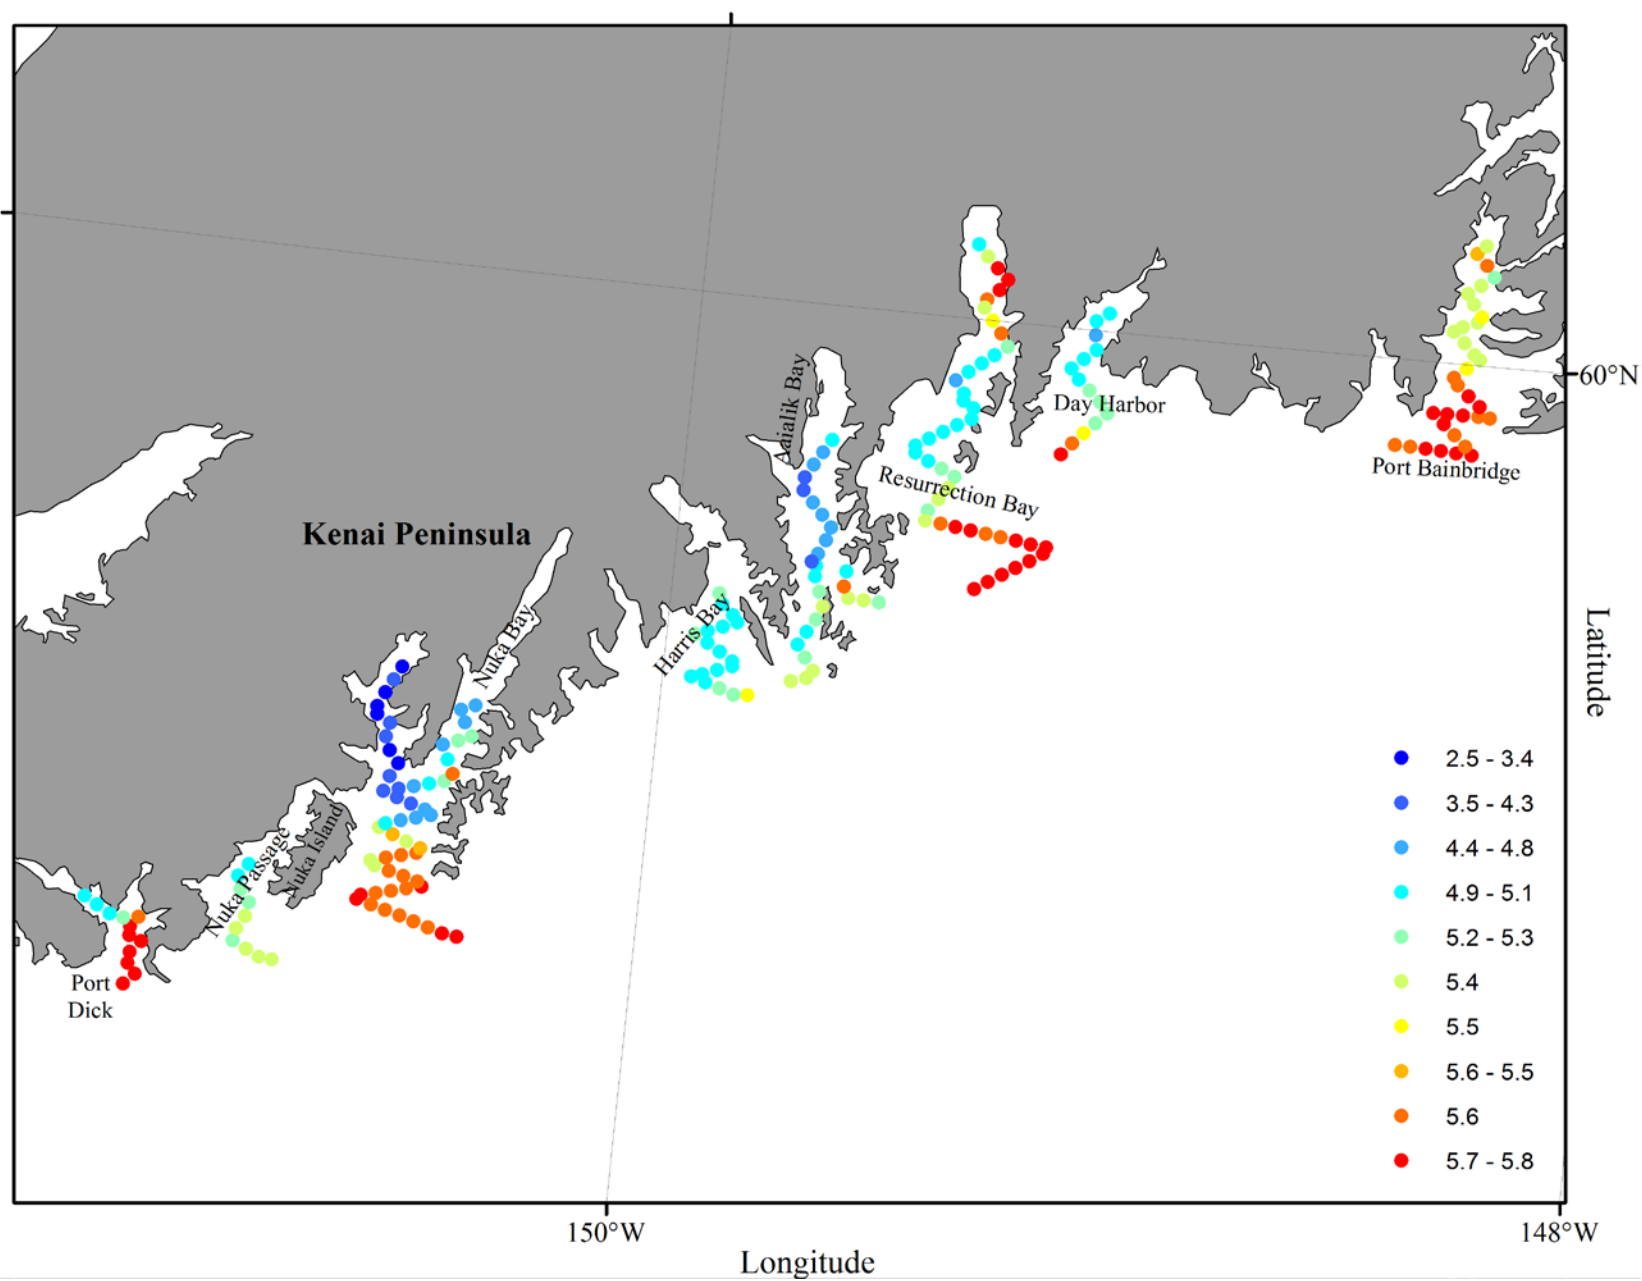 60°N
Aaialik Bay
Day Harbor
Port Bainbridge
Resurrection Bay
Kenai Peninsula
Nuka Bay
Harris Bay
Latitude
Nuka Island
Nuka Passage
Port
Dick
2.5 - 3.4
3.5 - 4.3
4.4 - 4.8
4.9 - 5.1
5.2 - 5.3
5.4
5.5
5.6 - 5.5
5.6
5.7 - 5.8
150°W
148°W
Longitude